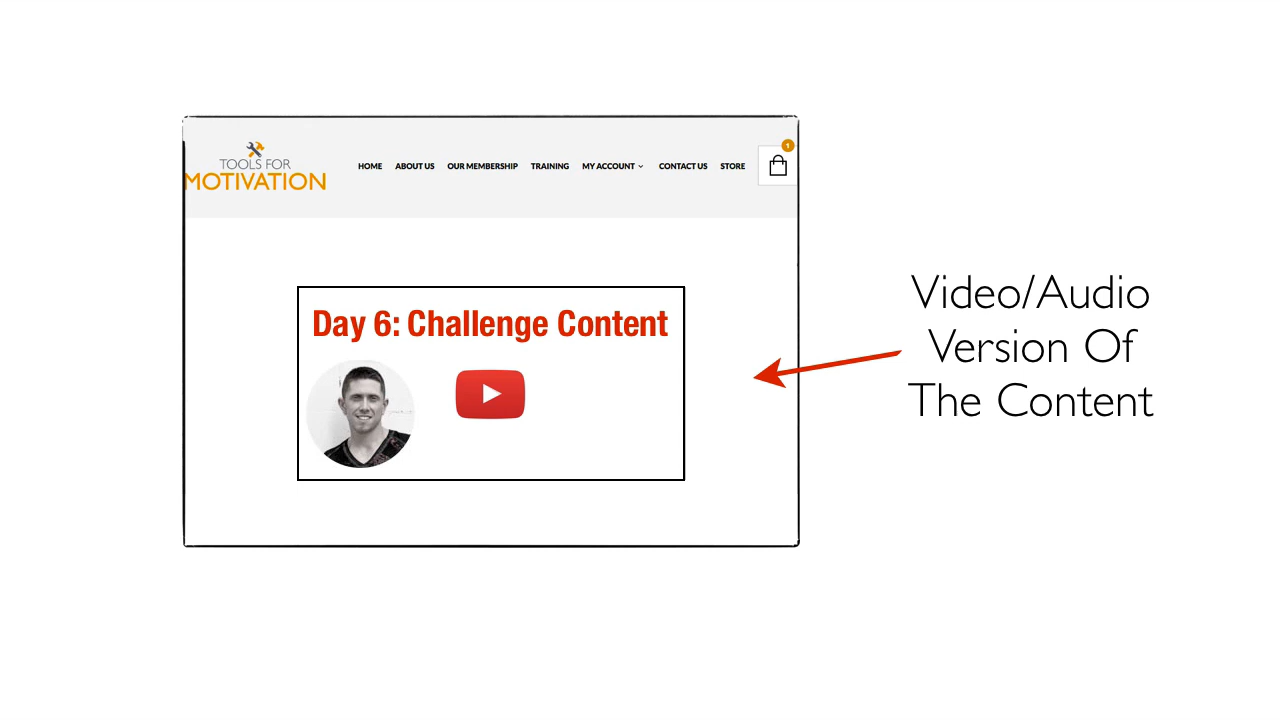 TOOLS FOR
MOTIVATION
HOME ABOUT US OUR MEMBERSHIP TRAINING MY ACCOUNT CONTACT US STORE
1
Day 6: Challenge Content
Video/Audio
Version Of
The Content